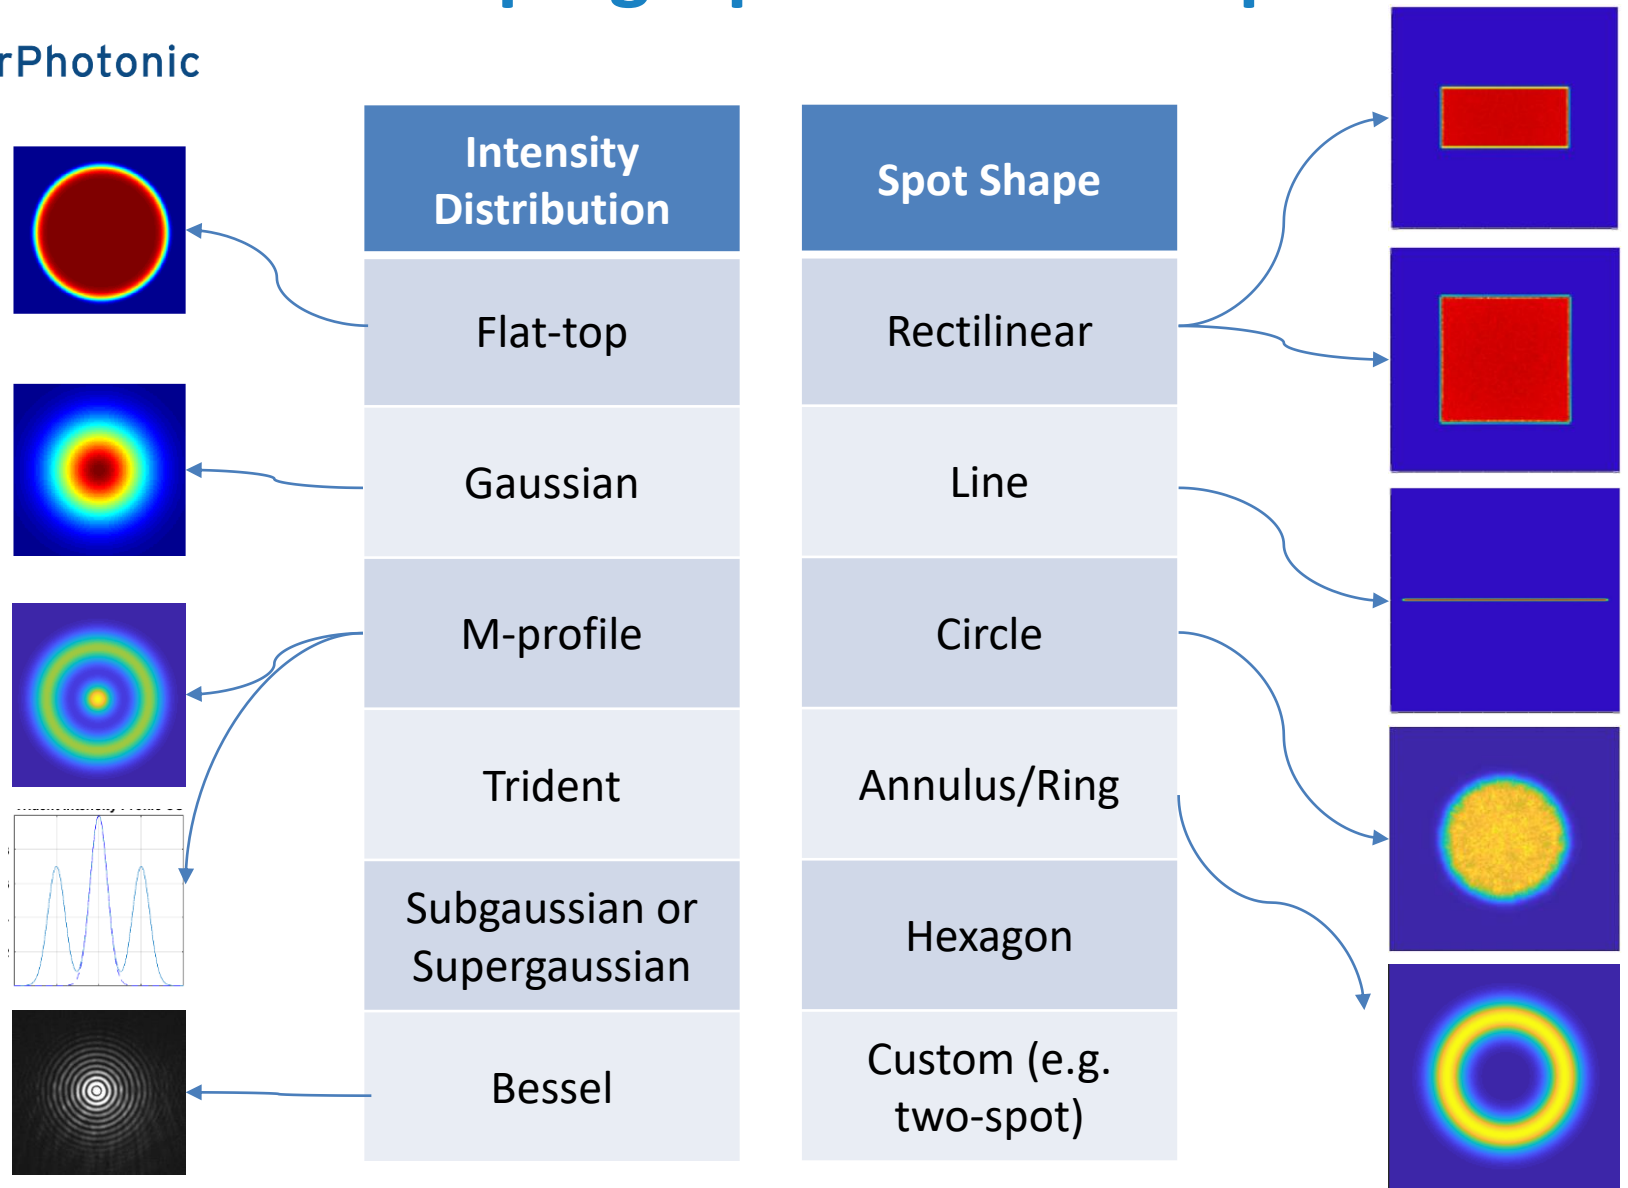 rPhotonic
Intensity
Distribution
Flat-top
Gaussian
M-profile
Trident
Subgaussian or
Supergaussian
Bessel
Spot Shape
Rectilinear
Line
Circle
Annulus/Ring
Hexagon
Custom (e.g.
two-spot)